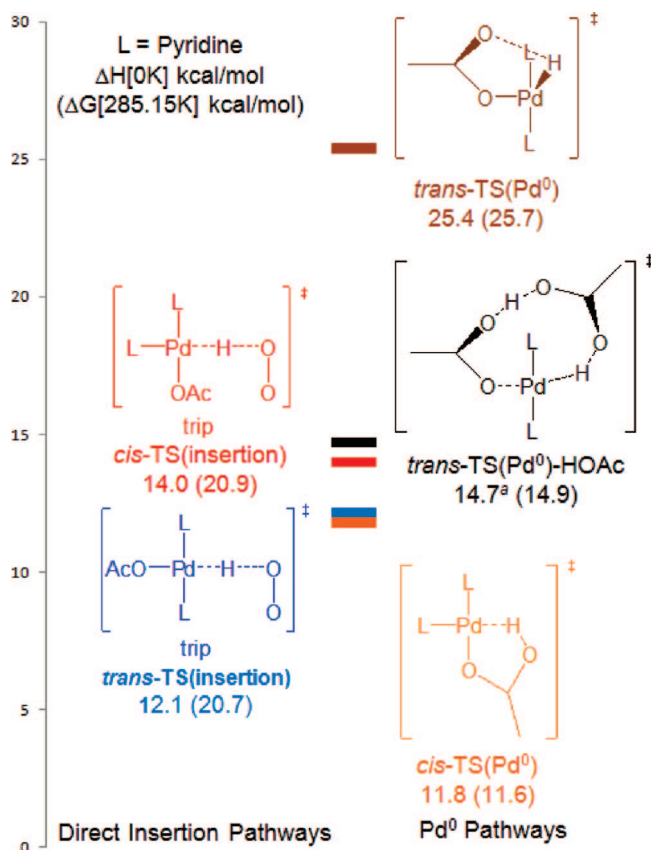 30
25
20
15
10
5
0
L = Pyridine
ΔH[0K] kcal/mol
(ΔG[285.15K] kcal/mol)
‡
O
L
H
O
Pd
L
trans-TS(Pd⁰)
25.4 (25.7)
‡
L
L
Pd
H
O
O
OAc
trip
cis-TS(insertion)
14.0 (20.9)
‡
H
O
O
O
L
H
O
Pd
L
trans-TS(Pd⁰)-HOAc
14.7ᵃ (14.9)
‡
L
AcO
Pd
H
O
O
L
trip
trans-TS(insertion)
12.1 (20.7)
‡
L
L
Pd
H
O
O
cis-TS(Pd⁰)
11.8 (11.6)
Direct Insertion Pathways
Pd⁰ Pathways